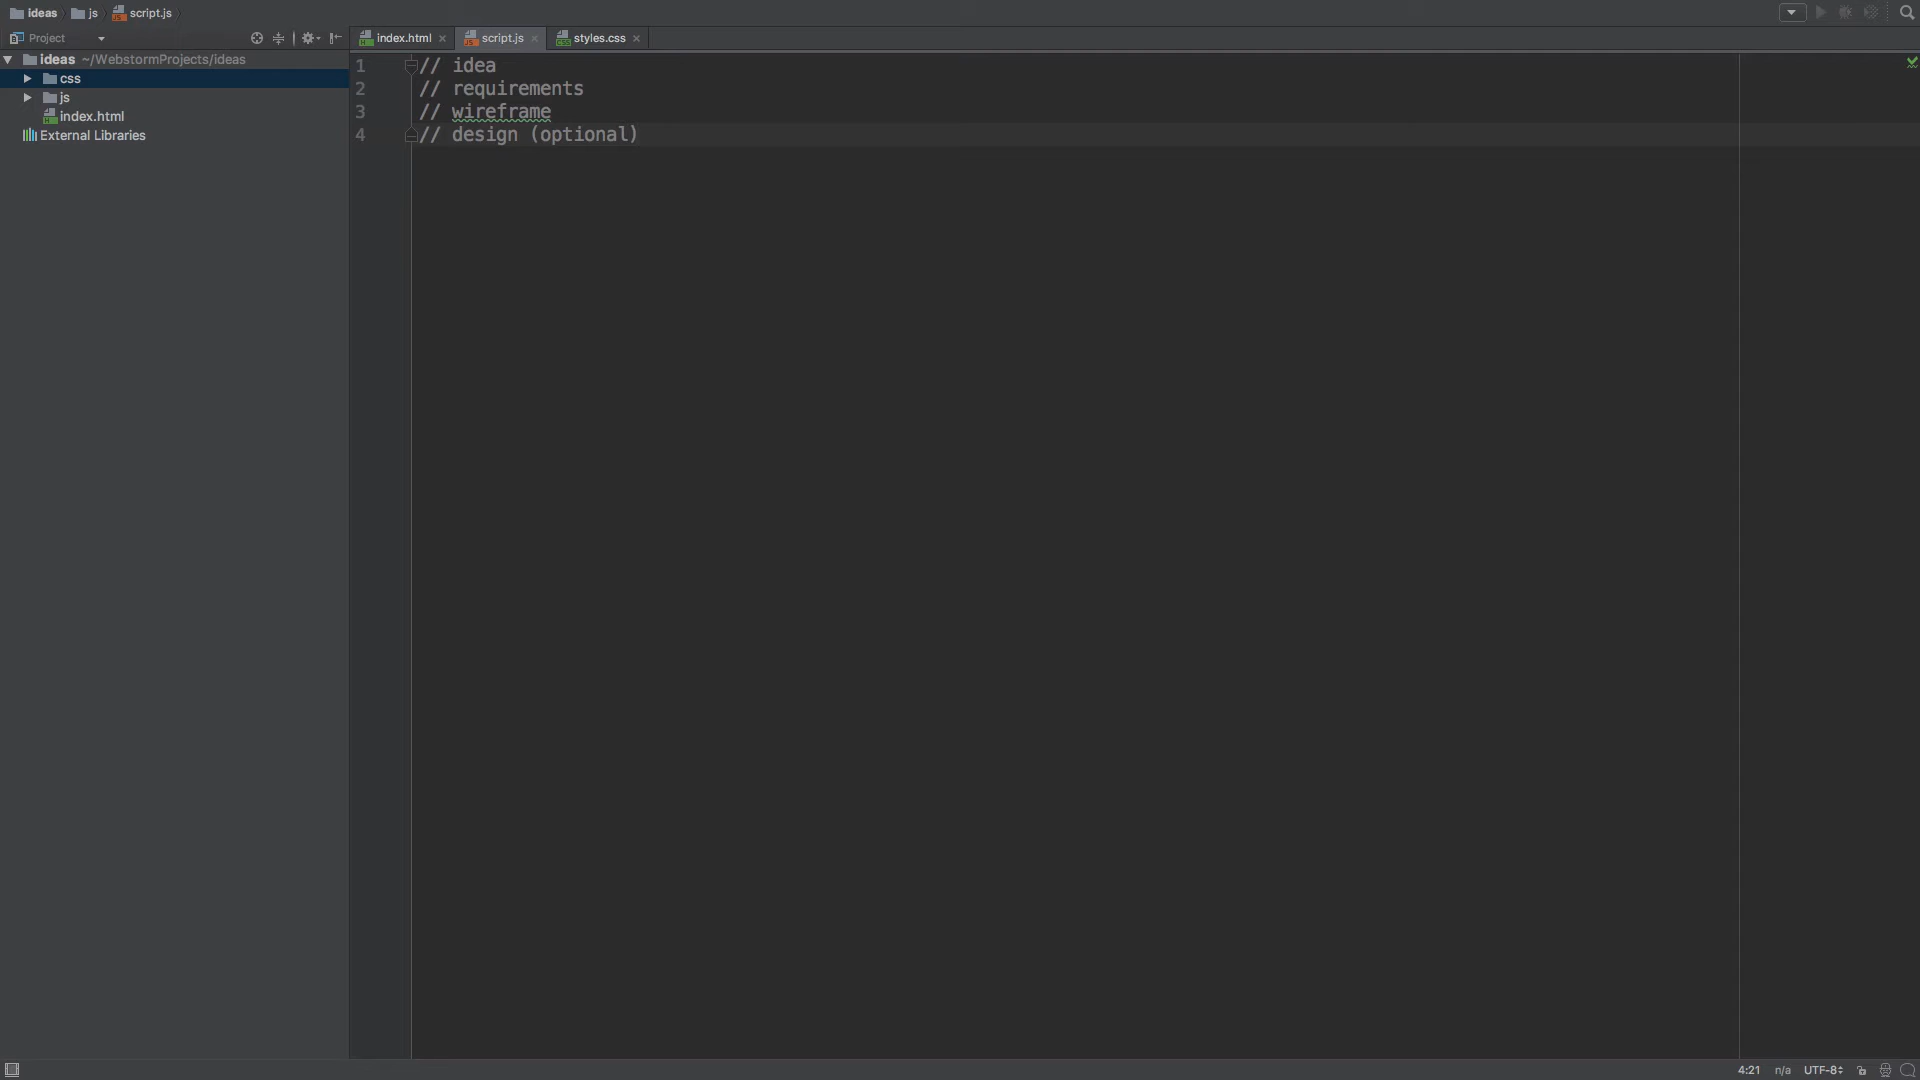 ideas js script.js
Project
index.html script.js styles.css
ideas ~/WebstormProjects/ideas
css
js
index.html
External Libraries
1 // idea
2 // requirements
3 // wireframe
4 // design (optional)
4:21 n/a UTF-8